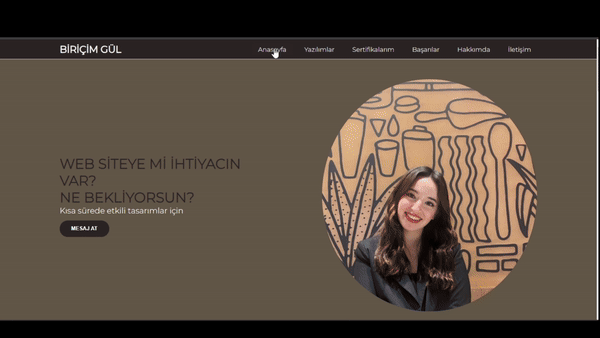 BİRİÇİM GÜL
Anasayfa Yazılımlar Sertifikalarım Başarılar Hakkımda İletişim
WEB SİTEYE Mİ İHTİYACIN
VAR?
NE BEKLİYORSUN?
Kısa sürede etkili tasarımlar için
MESAJ AT